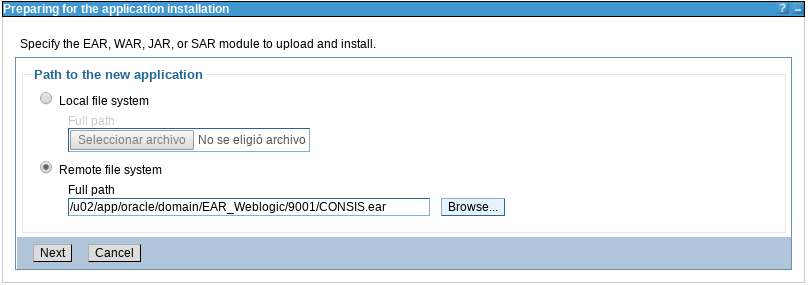 Preparing for the application installation
? –
Specify the EAR, WAR, JAR, or SAR module to upload and install.
Path to the new application
Local file system
Full path
Seleccionar archivo No se eligió archivo
Remote file system
Full path
/u02/app/oracle/domain/EAR_Weblogic/9001/CONSIS.ear Browse...
Next Cancel